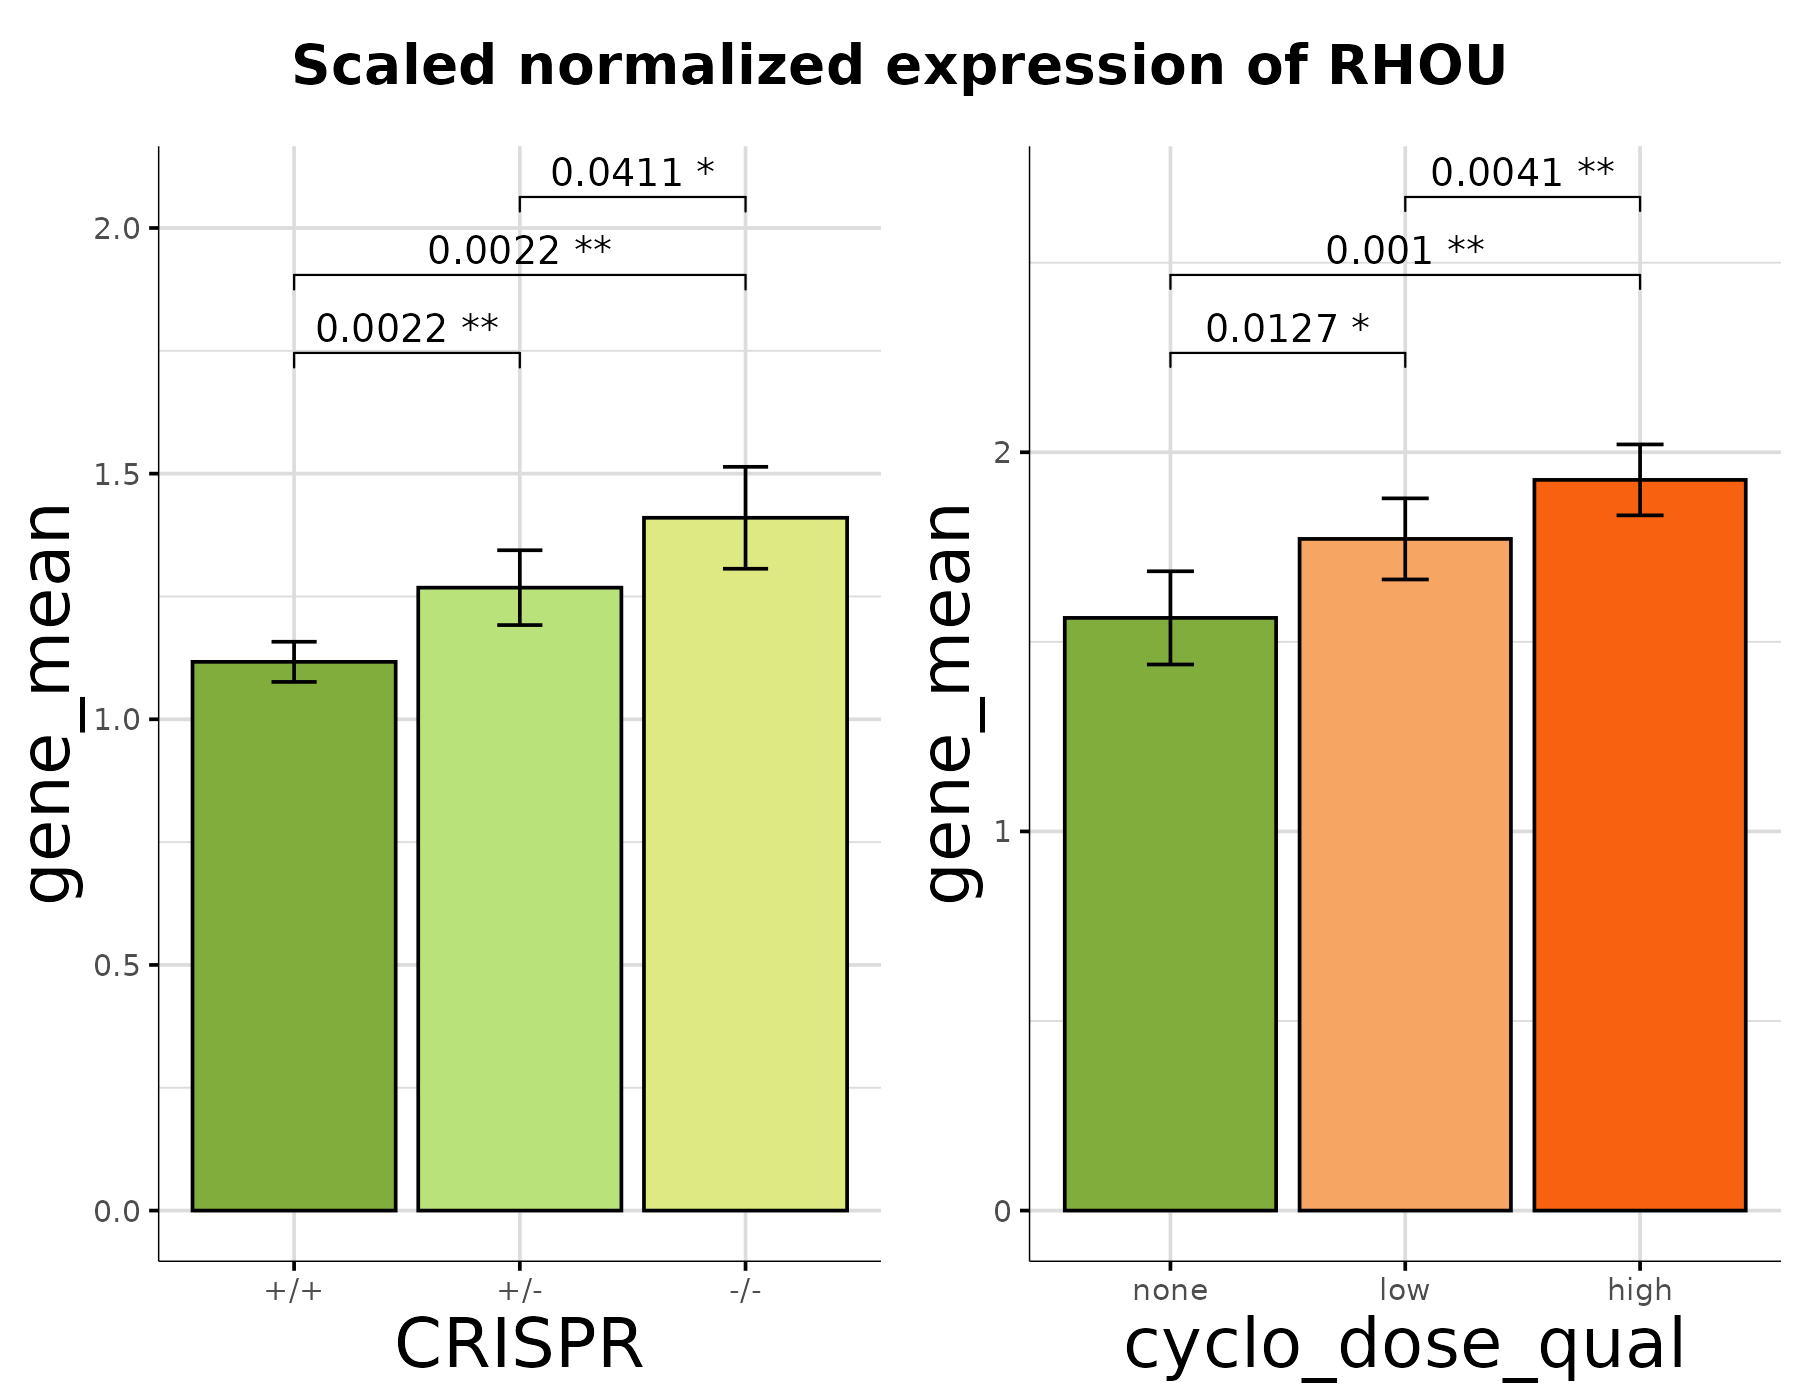 Scaled normalized expression of RHOU
gene_mean
2.0
1.5
1.0
0.5
0.0
0.0411 *
0.0022 **
0.0022 **
+/+ +/- -/-
CRISPR
gene_mean
2
1
0
0.0041 **
0.001 **
0.0127 *
none low high
cyclo_dose_qual